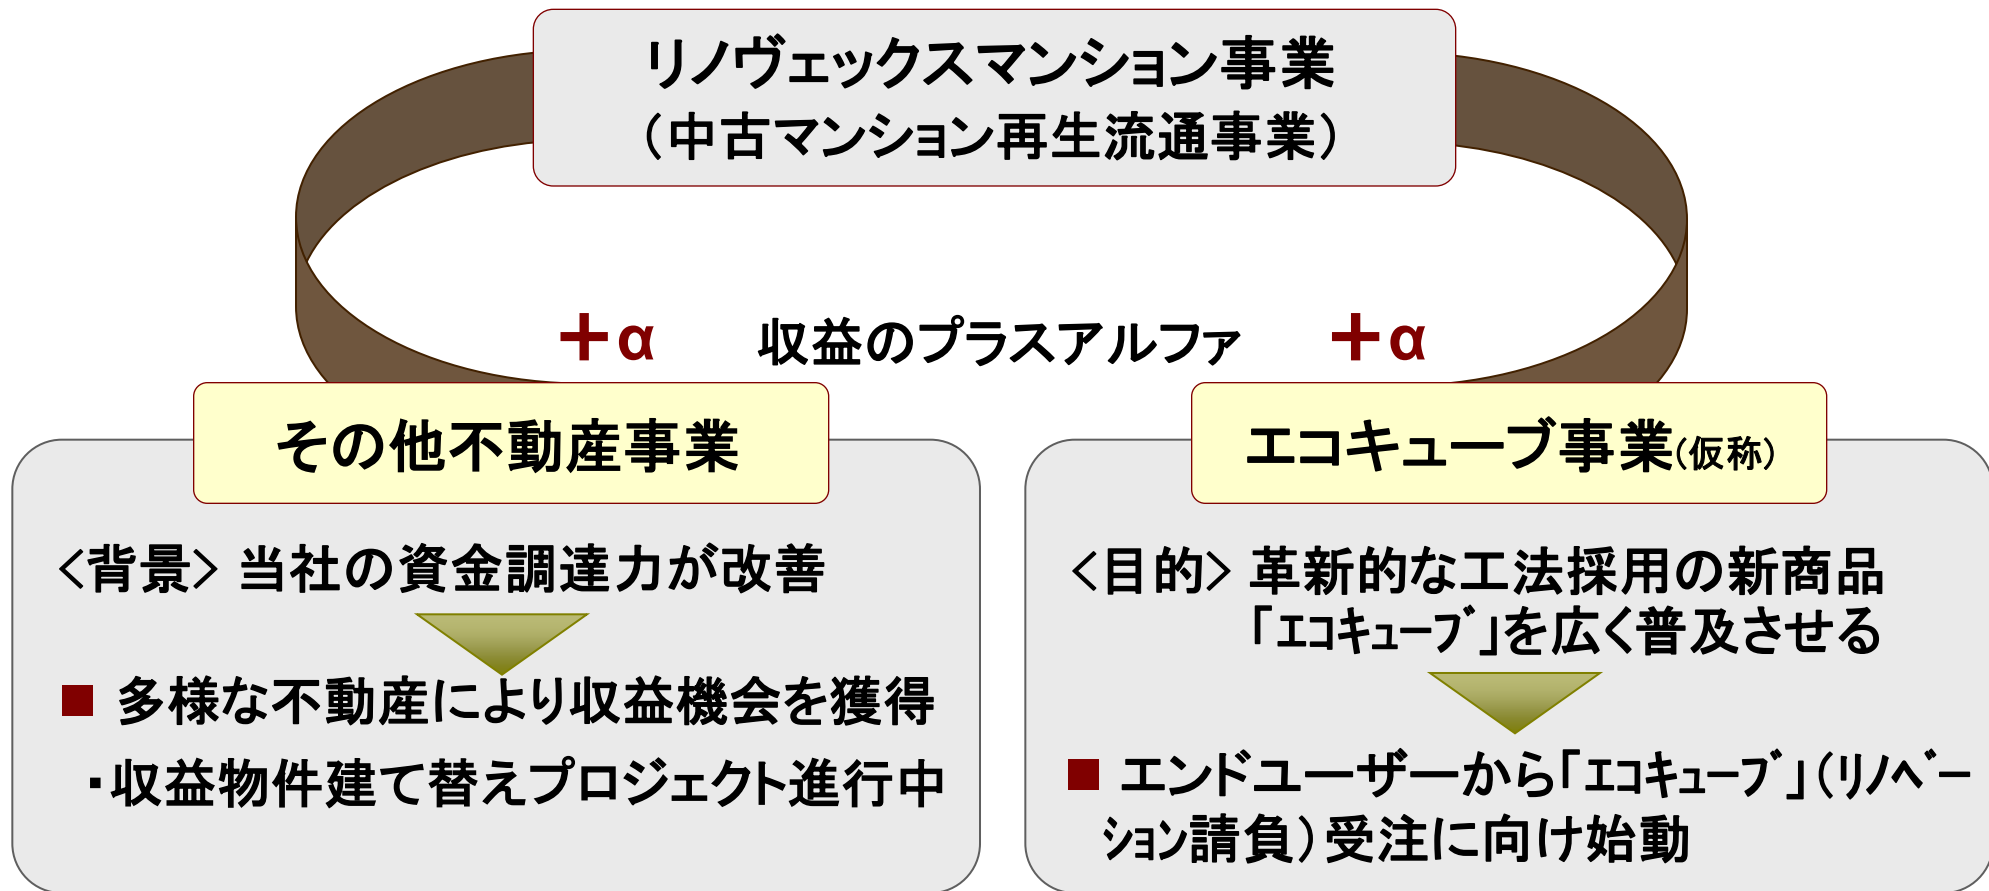 リノヴェックスマンション事業
（中古マンション再生流通事業）
＋α 収益のプラスアルファ ＋α
その他不動産事業
<背景> 当社の資金調達力が改善
■ 多様な不動産により収益機会を獲得
・収益物件建て替えプロジェクト進行中
エコキューブ事業(仮称)
<目的> 革新的な工法採用の新商品
「ｴｺｷｭｰﾌﾞ」を広く普及させる
■ エンドユーザーから「ｴｺｷｭｰﾌﾞ」（ﾘﾉﾍﾞｰ
ｼｮﾝ請負）受注に向け始動